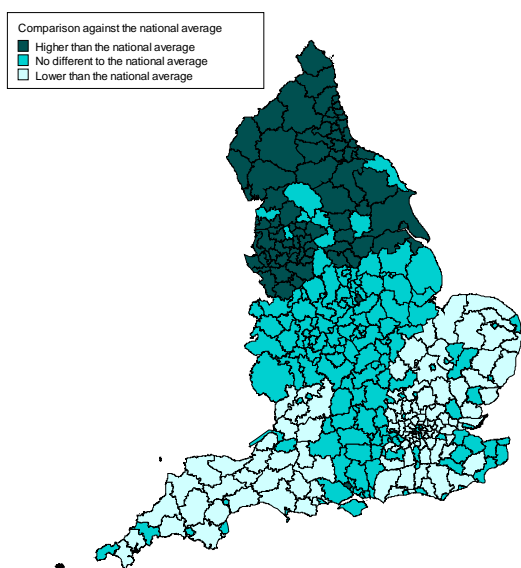 Comparison against the national average
Higher than the national average
No different to the national average
Lower than the national average